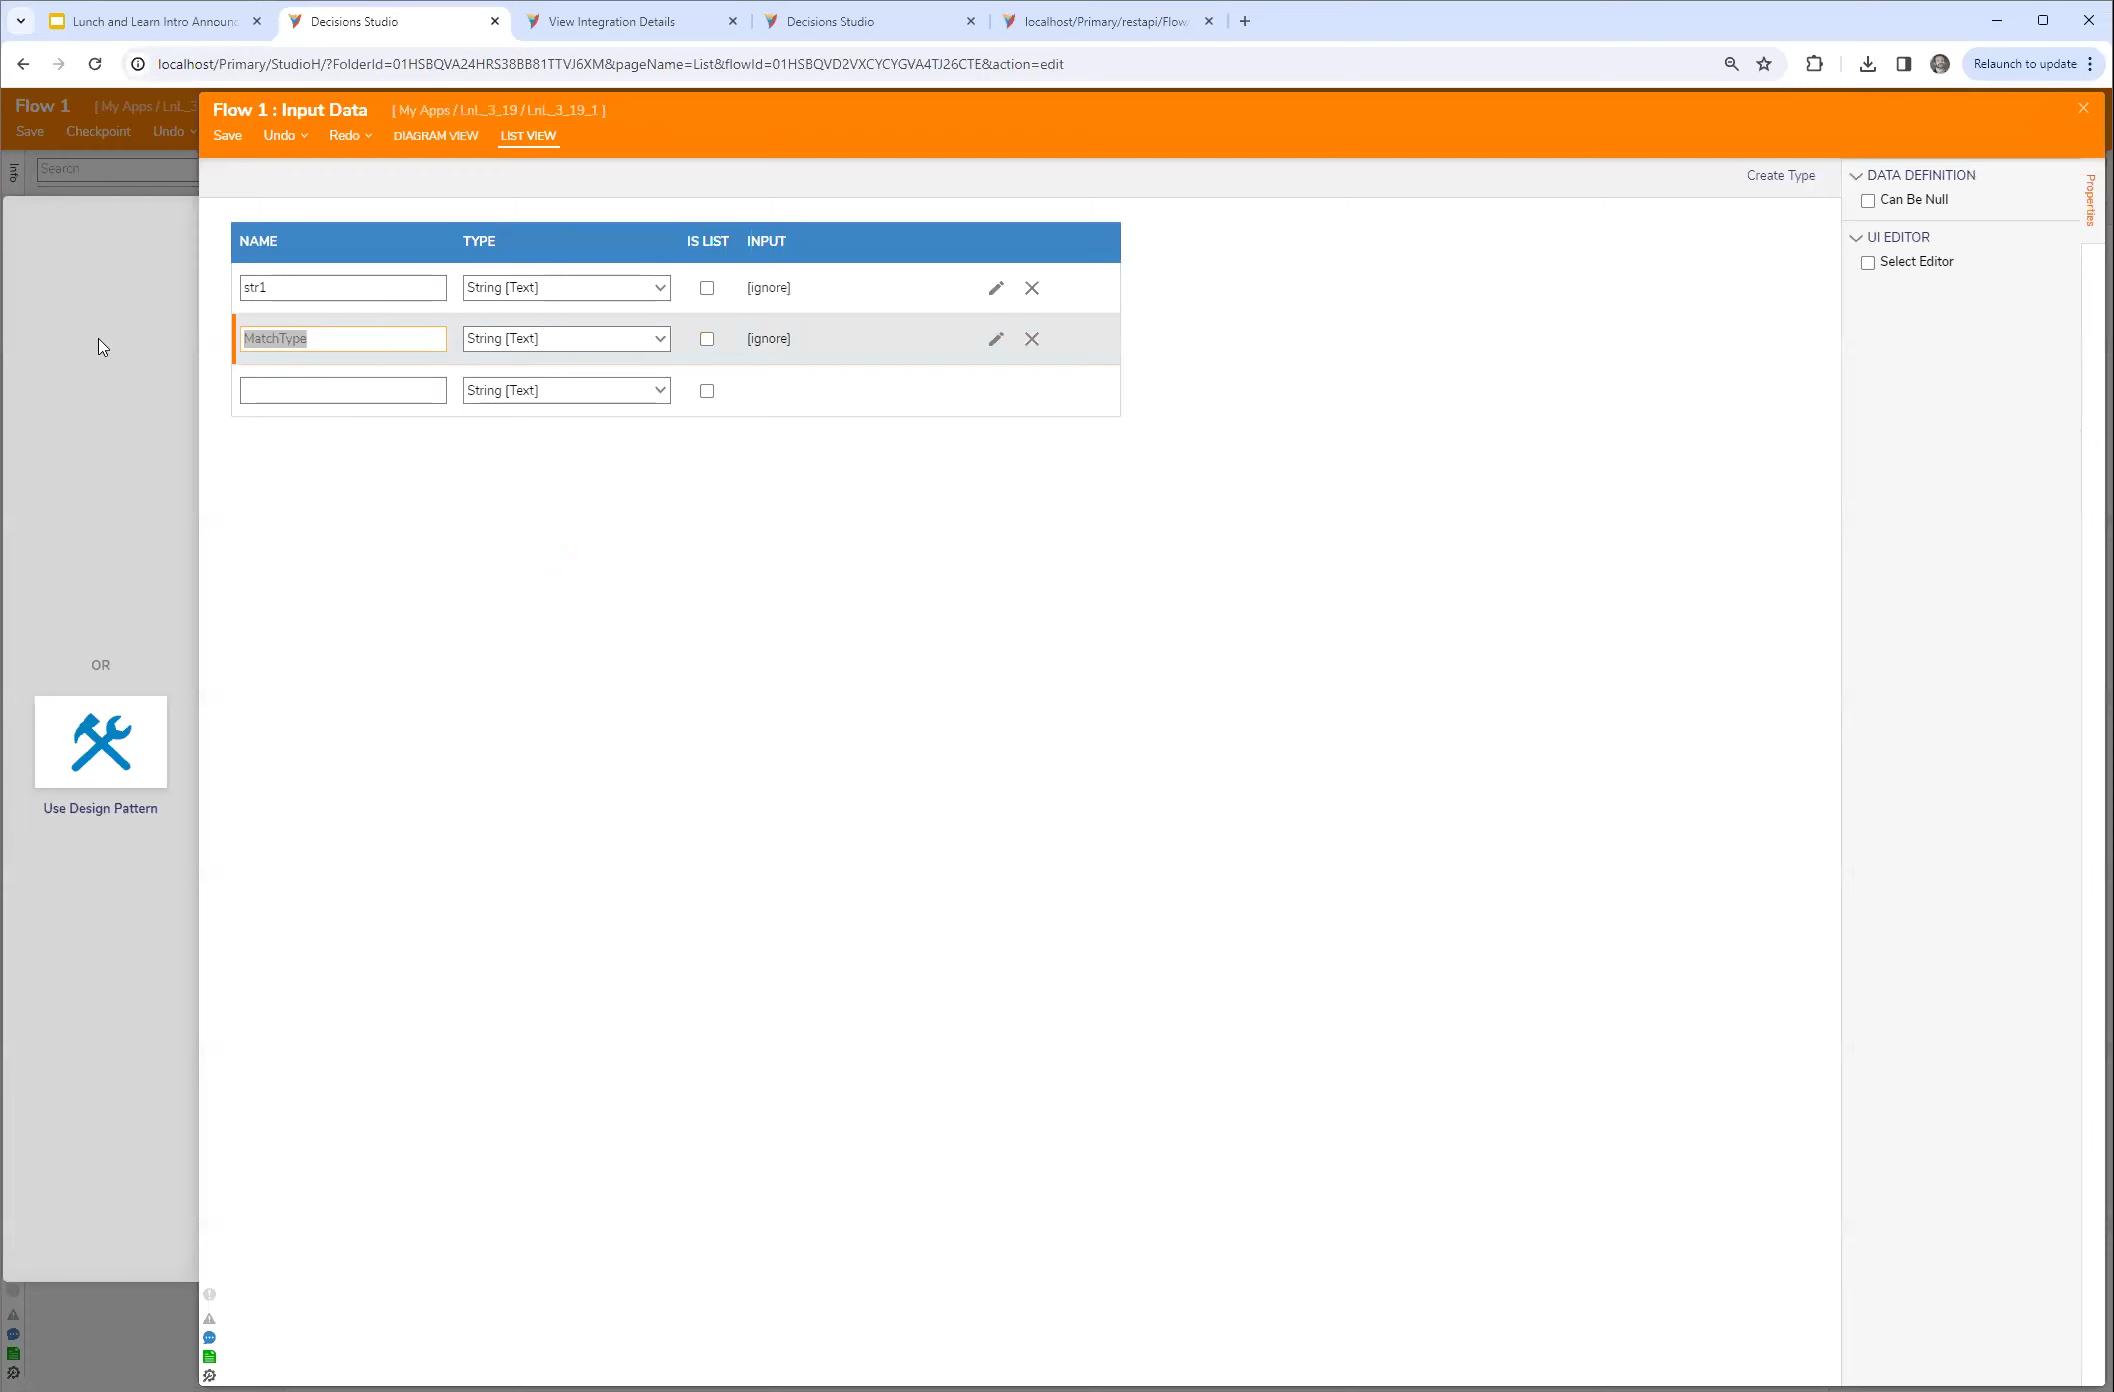 Lunch and Learn Intro Announc
Decisions Studio
View Integration Details
Decisions Studio
localhost/Primary/restapi/Flow
localhost/Primary/StudioH/?FolderId=01HSBQVA24HRS38BB81TTVJ6XM&pageName=List&flowId=01HSBQVD2VXCYCYGVA4TJ26CTE&action=edit
Relaunch to update
Flow 1 [ My Apps / LnL_3
Save Checkpoint Undo
Info
Search
Flow 1 : Input Data [ My Apps / LnL_3_19 / LnL_3_19_1 ]
Save Undo Redo DIAGRAM VIEW LIST VIEW
Create Type
NAME TYPE IS LIST INPUT
str1 String [Text] [ignore]
MatchType String [Text] [ignore]
String [Text]
DATA DEFINITION
Can Be Null
UI EDITOR
Select Editor
Properties
OR
Use Design Pattern